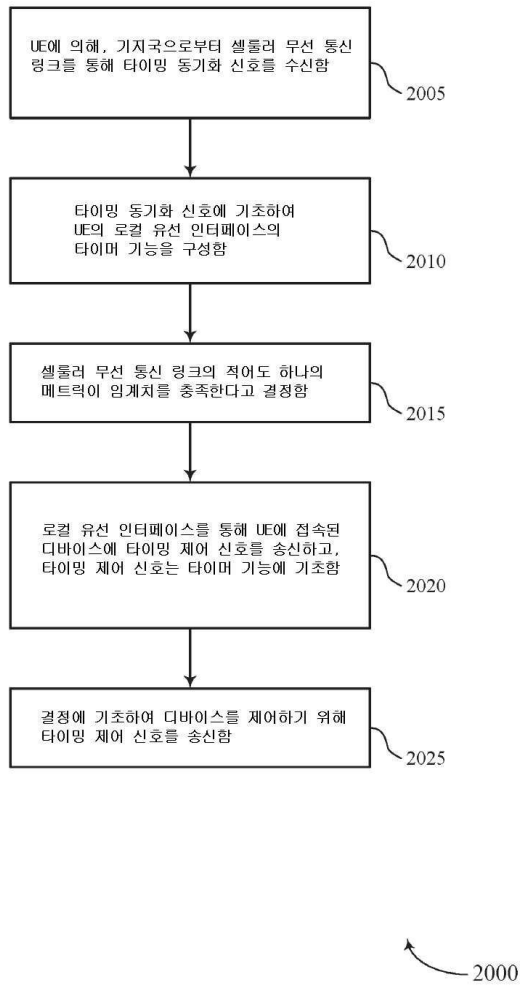 UE에 의해, 기지국으로부터 셀룰러 무선 통신
링크를 통해 타이밍 동기화 신호를 수신함
2005
타이밍 동기화 신호에 기초하여
UE의 로컬 유선 인터페이스의
타이머 기능을 구성함
2010
셀룰러 무선 통신 링크의 적어도 하나의
메트릭이 임계치를 충족한다고 결정함
2015
로컬 유선 인터페이스를 통해 UE에 접속된
디바이스에 타이밍 제어 신호를 송신하고,
타이밍 제어 신호는 타이머 기능에 기초함
2020
결정에 기초하여 디바이스를 제어하기 위해
타이밍 제어 신호를 송신함
2025
2000